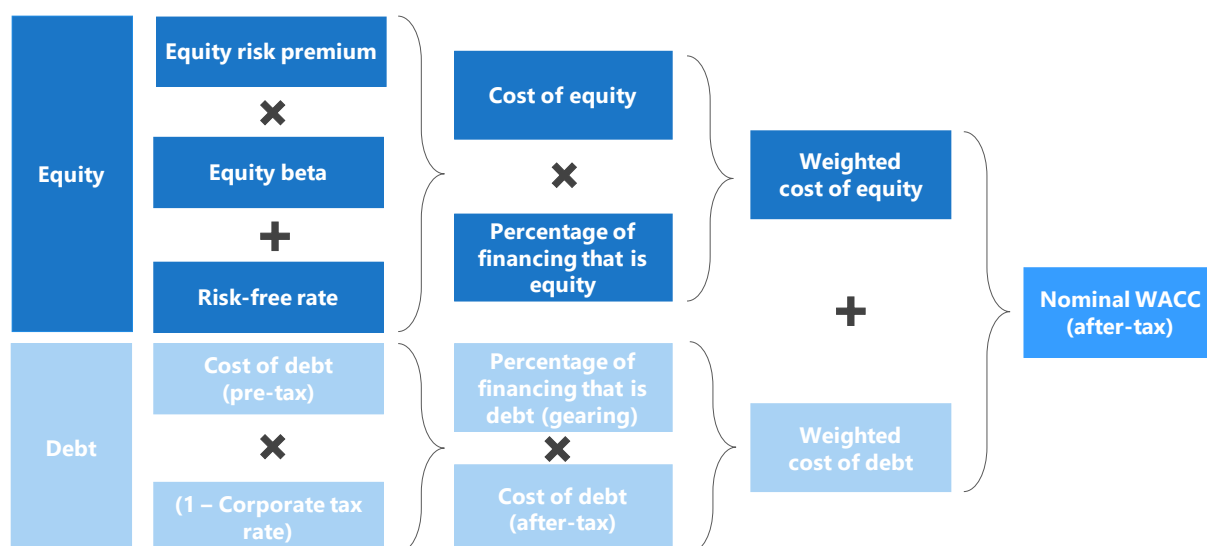 Equity
Equity risk premium
×
Equity beta
+
Risk-free rate
Cost of equity
×
Percentage of
financing that is
equity
Weighted
cost of equity
+
Nominal WACC
(after-tax)
Debt
Cost of debt
(pre-tax)
×
(1 – Corporate tax
rate)
Percentage of
financing that is
debt (gearing)
×
Cost of debt
(after-tax)
Weighted
cost of debt